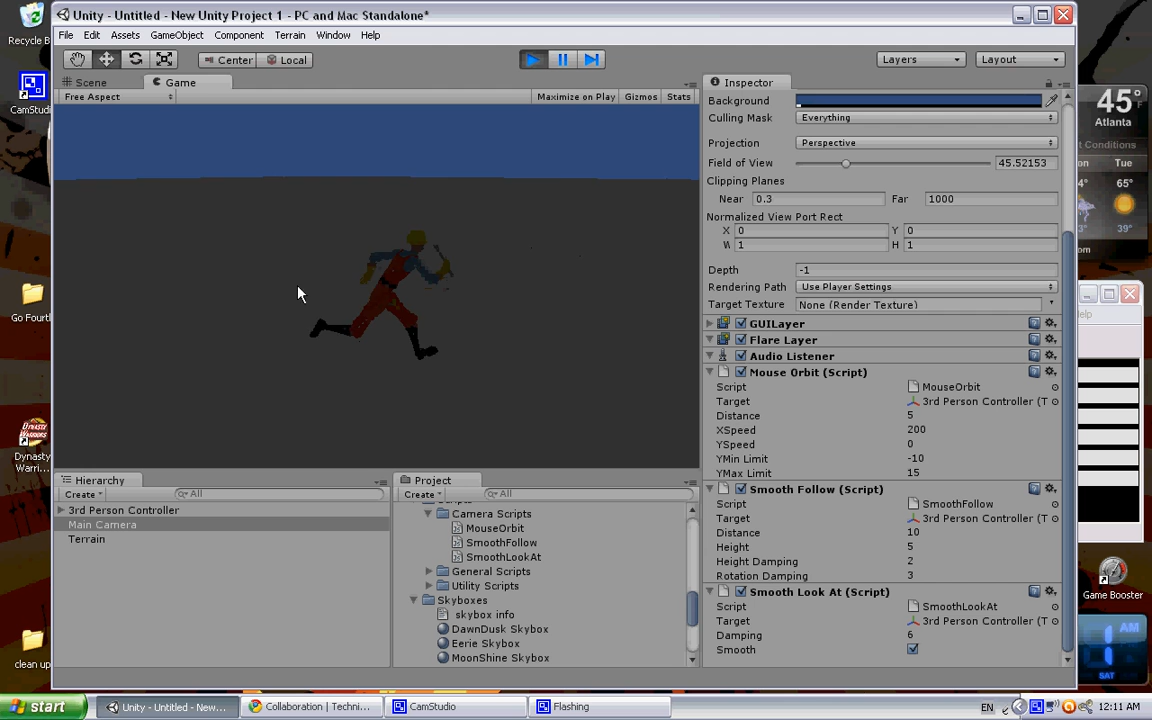 Recycle B
CamStudi
Go Fourth
Dynasty
Warri...
clean up
Unity - Untitled - New Unity Project 1 - PC and Mac Standalone*
File Edit Assets GameObject Component Terrain Window Help
Center Local Layers Layout
Scene Game
Free Aspect Maximize on Play Gizmos Stats
Inspector
Background
Culling Mask Everything
Projection Perspective
Field of View 45.52153
Clipping Planes
Near 0.3 Far 1000
Normalized View Port Rect
X 0 Y 0
W 1 H 1
Depth -1
Rendering Path Use Player Settings
Target Texture None (Render Texture)
GUILayer
Flare Layer
Audio Listener
Mouse Orbit (Script)
Script MouseOrbit
Target 3rd Person Controller (T
Distance 5
XSpeed 200
YSpeed 0
YMin Limit -10
YMax Limit 15
Smooth Follow (Script)
Script SmoothFollow
Target 3rd Person Controller (T
Distance 10
Height 5
Height Damping 2
Rotation Damping 3
Smooth Look At (Script)
Script SmoothLookAt
Target 3rd Person Controller (T
Damping 6
Smooth
Hierarchy
Create All
3rd Person Controller
Main Camera
Terrain
Project
Create All
Camera Scripts
MouseOrbit
SmoothFollow
SmoothLookAt
General Scripts
Utility Scripts
Skyboxes
skybox info
DawnDusk Skybox
Eerie Skybox
MoonShine Skybox
45°
Atlanta
t Conditions
on Tue
4° 65°
3° 39°
om
elp
Game Booster
AM
SAT
start
Unity - Untitled - New...
Collaboration | Techni...
CamStudio
Flashing
EN
12:11 AM